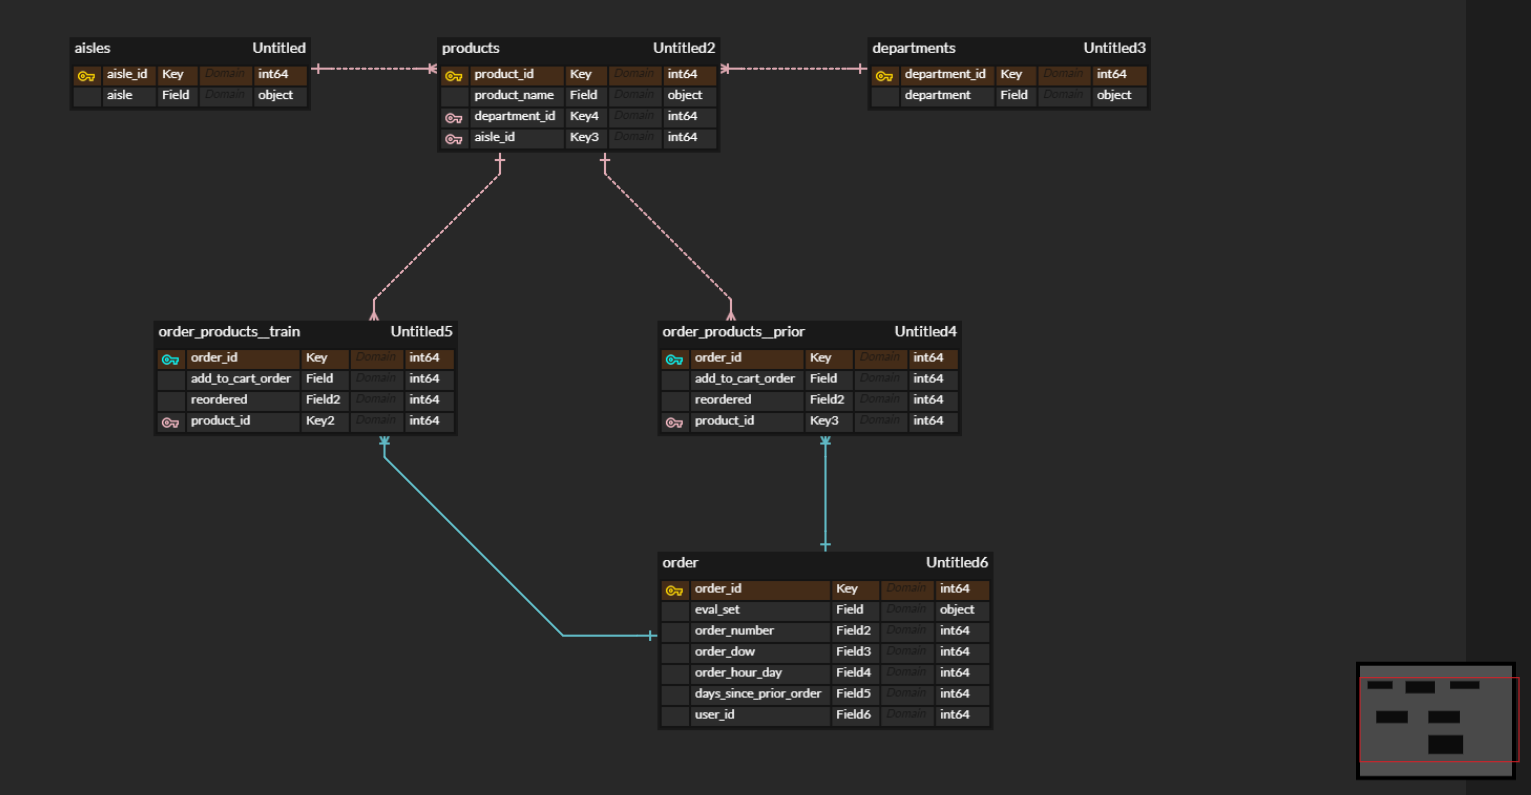 aisles Untitled
aisle_id Key Domain int64
aisle Field Domain object
products Untitled2
product_id Key Domain int64
product_name Field Domain object
department_id Key4 Domain int64
aisle_id Key3 Domain int64
departments Untitled3
department_id Key Domain int64
department Field Domain object
order_products__train Untitled5
order_id Key Domain int64
add_to_cart_order Field Domain int64
reordered Field2 Domain int64
product_id Key2 Domain int64
order_products__prior Untitled4
order_id Key Domain int64
add_to_cart_order Field Domain int64
reordered Field2 Domain int64
product_id Key3 Domain int64
order Untitled6
order_id Key Domain int64
eval_set Field Domain object
order_number Field2 Domain int64
order_dow Field3 Domain int64
order_hour_day Field4 Domain int64
days_since_prior_order Field5 Domain int64
user_id Field6 Domain int64